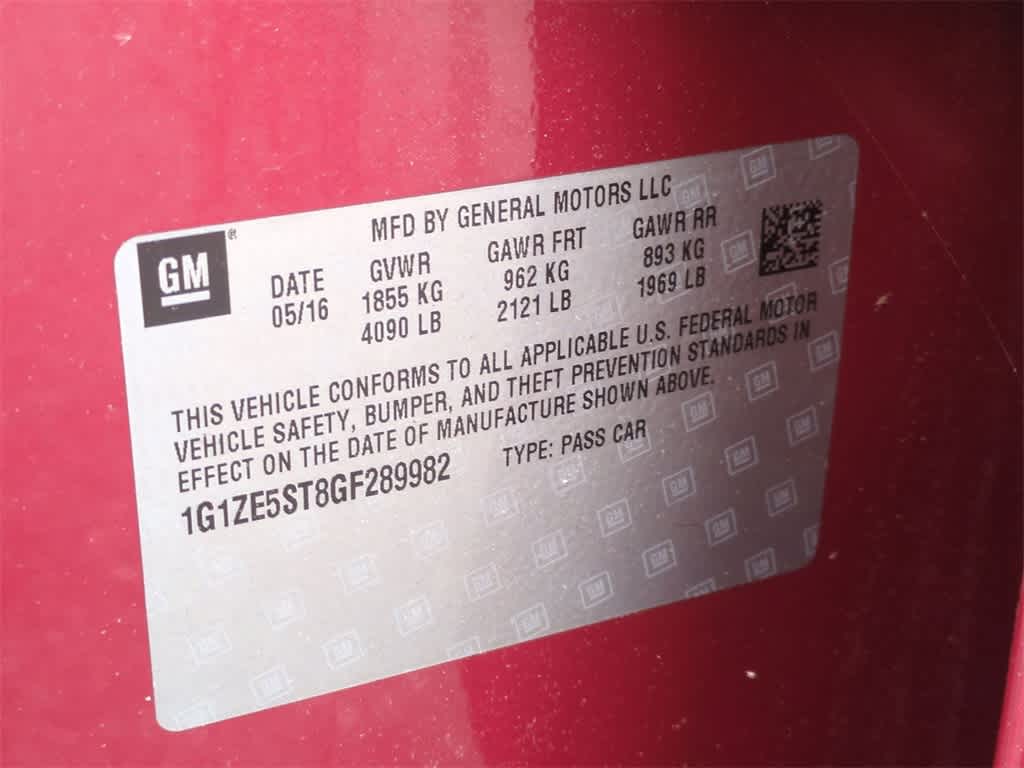 GM®
MFD BY GENERAL MOTORS LLC
DATE GVWR GAWR FRT GAWR RR
05/16 1855 KG 962 KG 893 KG
4090 LB 2121 LB 1969 LB
THIS VEHICLE CONFORMS TO ALL APPLICABLE U.S. FEDERAL MOTOR
VEHICLE SAFETY, BUMPER, AND THEFT PREVENTION STANDARDS IN
EFFECT ON THE DATE OF MANUFACTURE SHOWN ABOVE.
1G1ZE5ST8GF289982 TYPE: PASS CAR